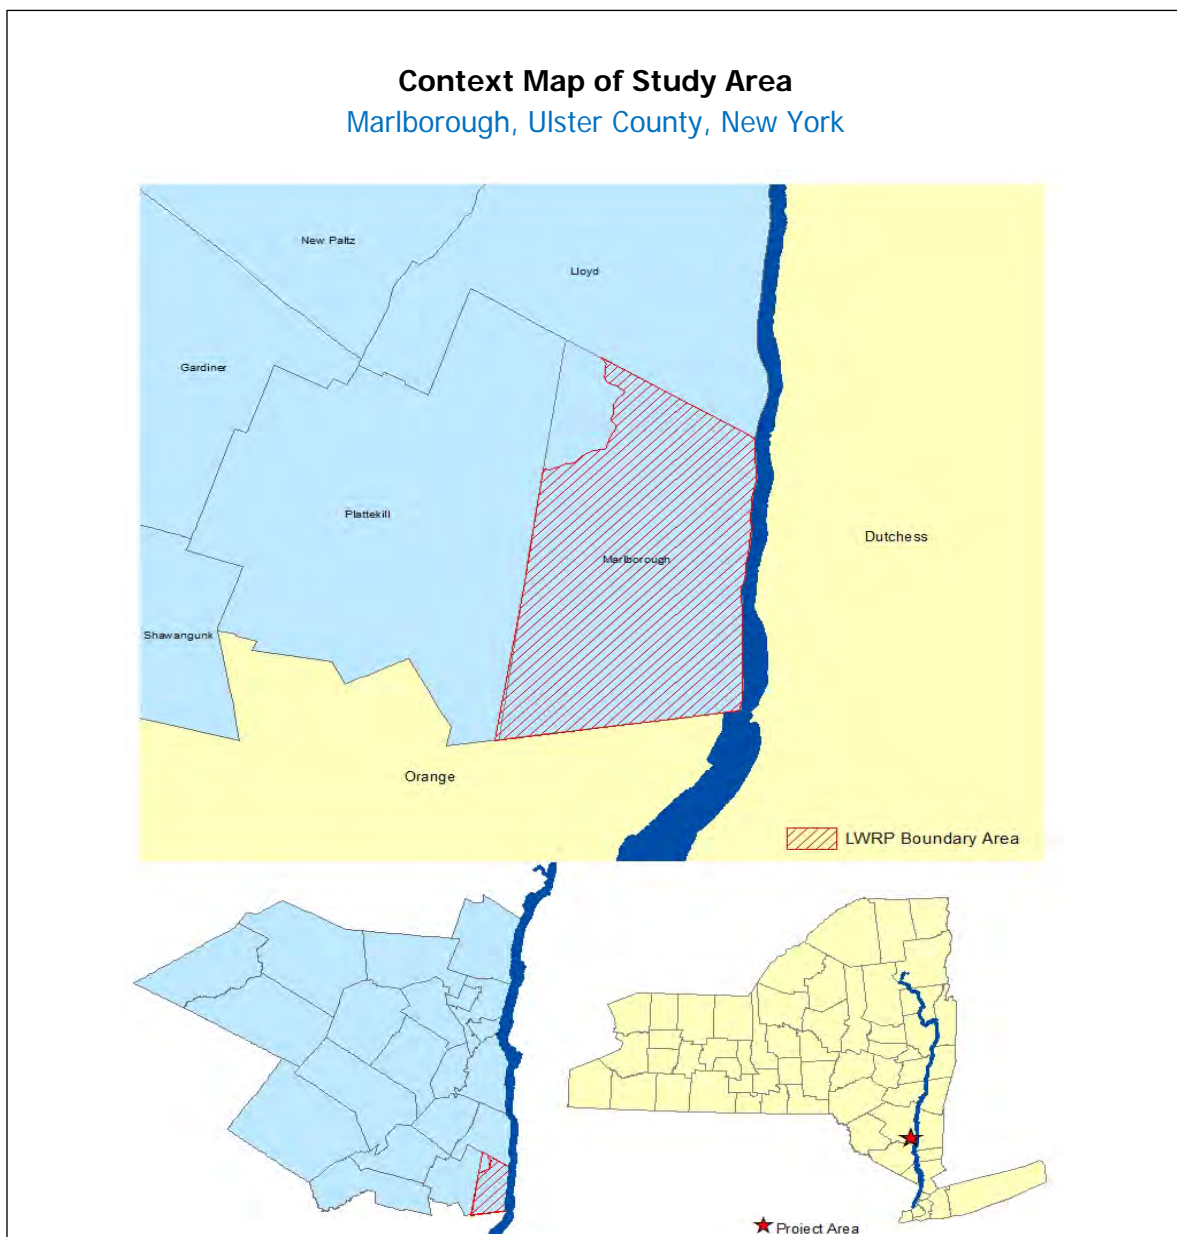 Context Map of Study Area
Marlborough, Ulster County, New York
New Paltz
Lloyd
Gardiner
Plattekill
Dutchess
Marlborough
Shawangunk
Orange
LWRP Boundary Area
Project Area